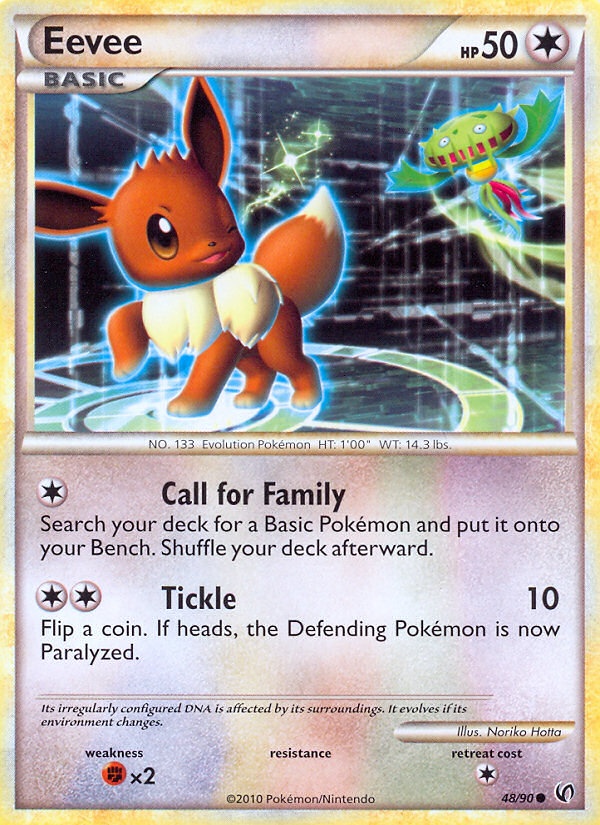 Eevee HP 50
BASIC
NO. 133 Evolution Pokémon HT: 1'00" WT: 14.3 lbs.
Call for Family
Search your deck for a Basic Pokémon and put it onto
your Bench. Shuffle your deck afterward.
Tickle 10
Flip a coin. If heads, the Defending Pokémon is now
Paralyzed.
Its irregularly configured DNA is affected by its surroundings. It evolves if its
environment changes.
Illus. Noriko Hotta
weakness resistance retreat cost
×2
©2010 Pokémon/Nintendo 48/90